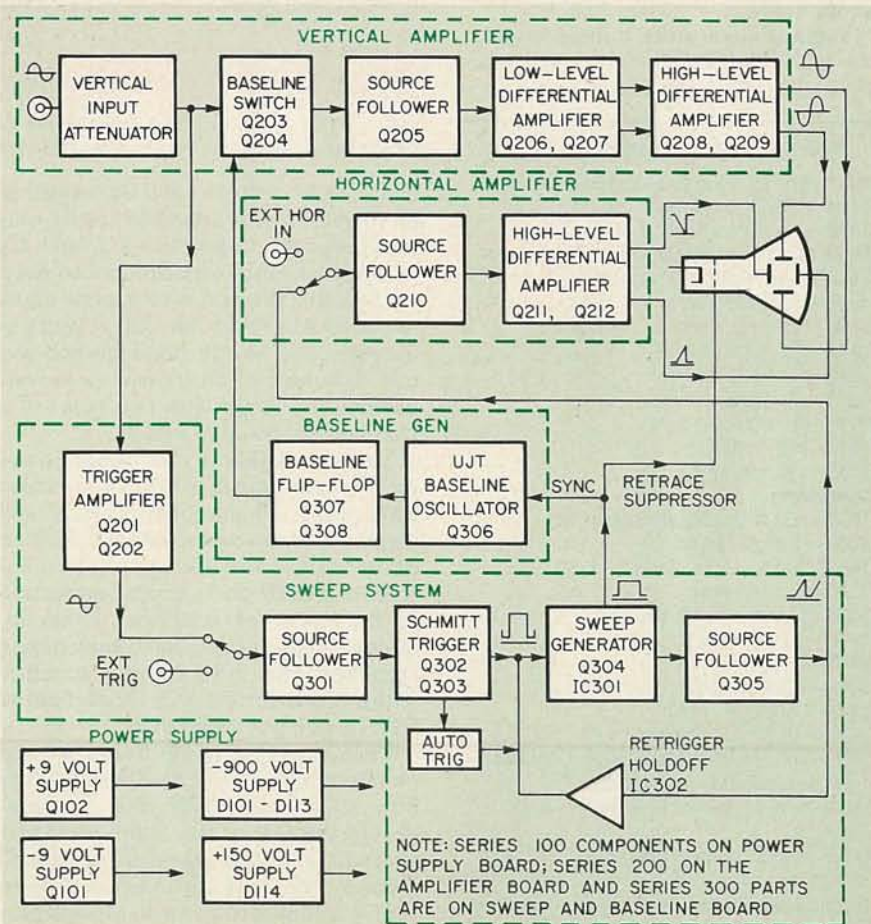 VERTICAL AMPLIFIER
VERTICAL
INPUT
ATTENUATOR
BASELINE
SWITCH
Q203
Q204
SOURCE
FOLLOWER
Q205
LOW-LEVEL
DIFFERENTIAL
AMPLIFIER
Q206, Q207
HIGH-LEVEL
DIFFERENTIAL
AMPLIFIER
Q208, Q209
HORIZONTAL AMPLIFIER
EXT HOR
IN
SOURCE
FOLLOWER
Q210
HIGH-LEVEL
DIFFERENTIAL
AMPLIFIER
Q211, Q212
BASELINE GEN
BASELINE
FLIP-FLOP
Q307
Q308
UJT
BASELINE
OSCILLATOR
Q306
SYNC
RETRACE
SUPPRESSOR
TRIGGER
AMPLIFIER
Q201
Q202
SWEEP SYSTEM
EXT
TRIG
SOURCE
FOLLOWER
Q301
SCHMITT
TRIGGER
Q302
Q303
SWEEP
GENERATOR
Q304
IC301
SOURCE
FOLLOWER
Q305
AUTO
TRIG
RETRIGGER
HOLDOFF
IC302
POWER SUPPLY
+9 VOLT
SUPPLY
Q102
-900 VOLT
SUPPLY
D101-D113
-9 VOLT
SUPPLY
Q101
+150 VOLT
SUPPLY
D114
NOTE: SERIES 100 COMPONENTS ON POWER
SUPPLY BOARD; SERIES 200 ON THE
AMPLIFIER BOARD AND SERIES 300 PARTS
ARE ON SWEEP AND BASELINE BOARD